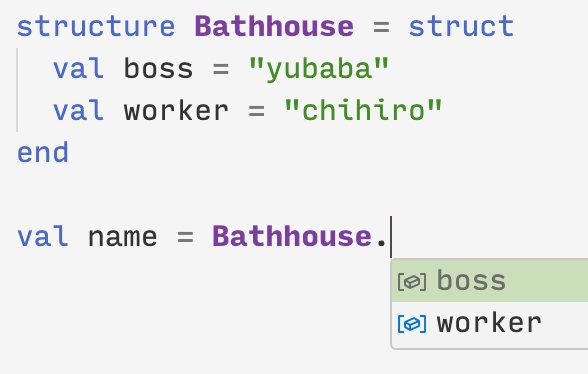 structure Bathhouse = struct
  val boss = "yubaba"
  val worker = "chihiro"
end
val name = Bathhouse.
boss
worker